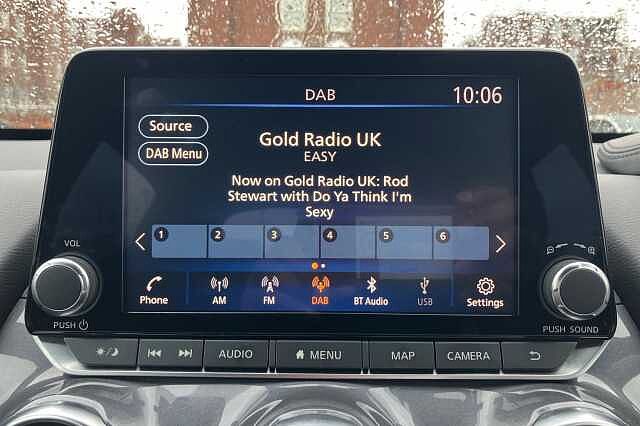 DAB
10:06
Source
DAB Menu
Gold Radio UK
EASY
Now on Gold Radio UK: Rod
Stewart with Do Ya Think I'm
Sexy
1 2 3 4 5 6
VOL
PUSH
Phone AM FM DAB BT Audio USB Settings
PUSH SOUND
AUDIO MENU MAP CAMERA